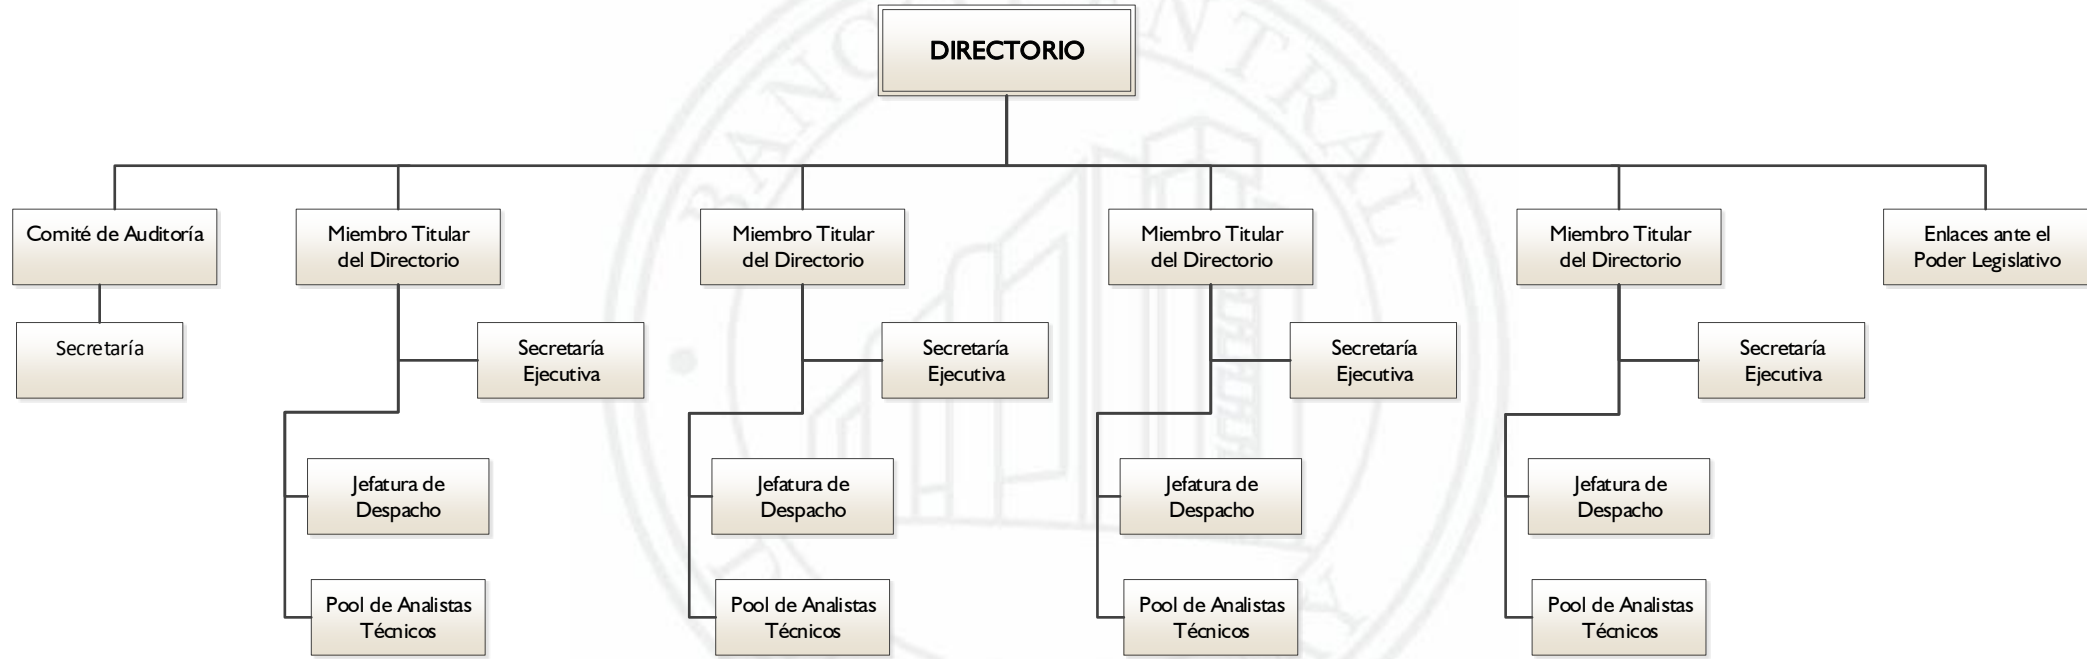 DIRECTORIO
Comité de Auditoría
Miembro Titular
del Directorio
Miembro Titular
del Directorio
Miembro Titular
del Directorio
Miembro Titular
del Directorio
Enlaces ante el
Poder Legislativo
Secretaría
Secretaría
Ejecutiva
Secretaría
Ejecutiva
Secretaría
Ejecutiva
Secretaría
Ejecutiva
Jefatura de
Despacho
Jefatura de
Despacho
Jefatura de
Despacho
Jefatura de
Despacho
Pool de Analistas
Técnicos
Pool de Analistas
Técnicos
Pool de Analistas
Técnicos
Pool de Analistas
Técnicos